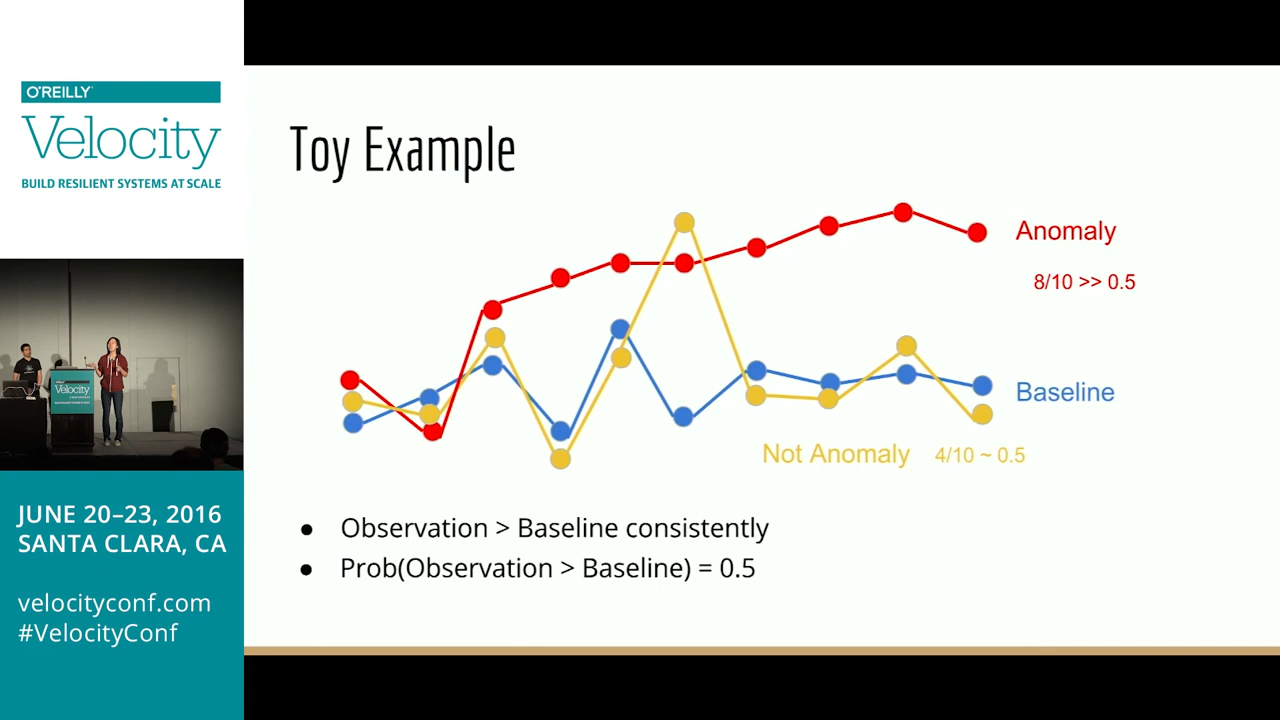 O'REILLY
Velocity
BUILD RESILIENT SYSTEMS AT SCALE
Toy Example
Anomaly
8/10 >> 0.5
Baseline
Not Anomaly 4/10 ~ 0.5
● Observation > Baseline consistently
● Prob(Observation > Baseline) = 0.5
Velocity
JUNE 20–23, 2016
SANTA CLARA, CA
velocityconf.com
#VelocityConf